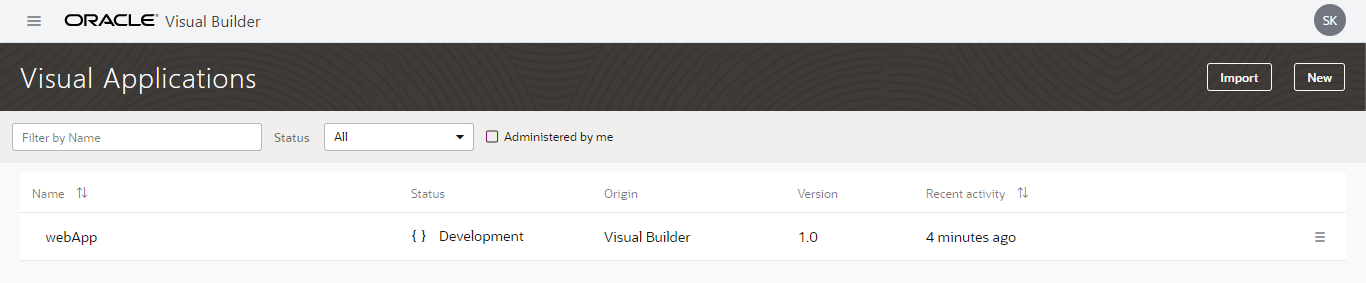 ORACLE® Visual Builder
SK
Visual Applications
Import
New
Filter by Name
Status
All
Administered by me
Name Status Origin Version Recent activity
webApp { } Development Visual Builder 1.0 4 minutes ago